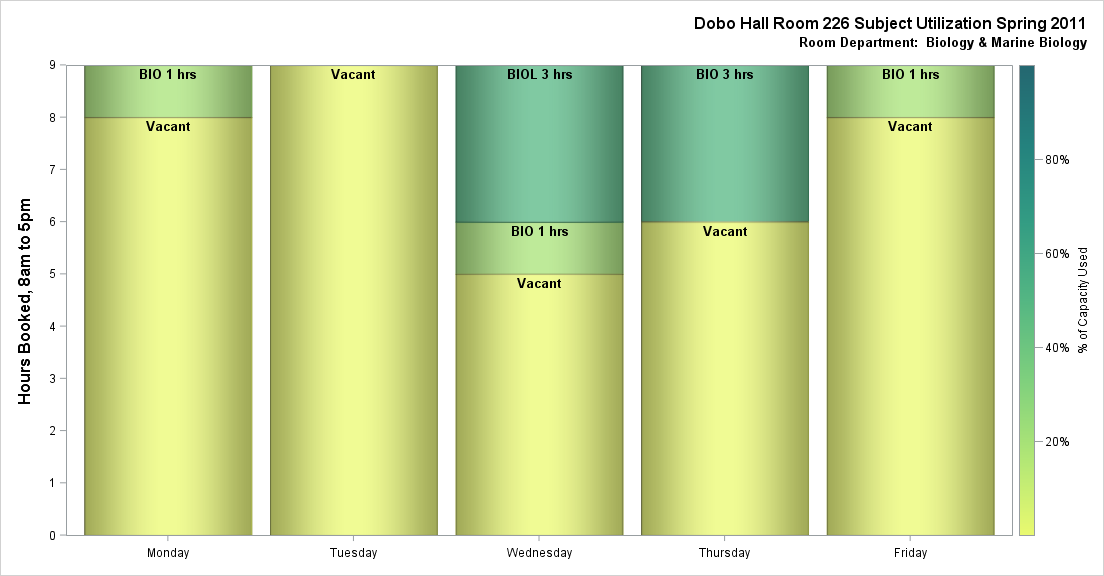 Dobo Hall Room 226 Subject Utilization Spring 2011
Room Department:  Biology & Marine Biology
Hours Booked, 8am to 5pm
9
8
7
6
5
4
3
2
1
0
BIO 1 hrs
Vacant
Vacant
BIOL 3 hrs
BIO 1 hrs
Vacant
BIO 3 hrs
Vacant
BIO 1 hrs
Vacant
Monday
Tuesday
Wednesday
Thursday
Friday
80%
60%
40%
20%
% of Capacity Used